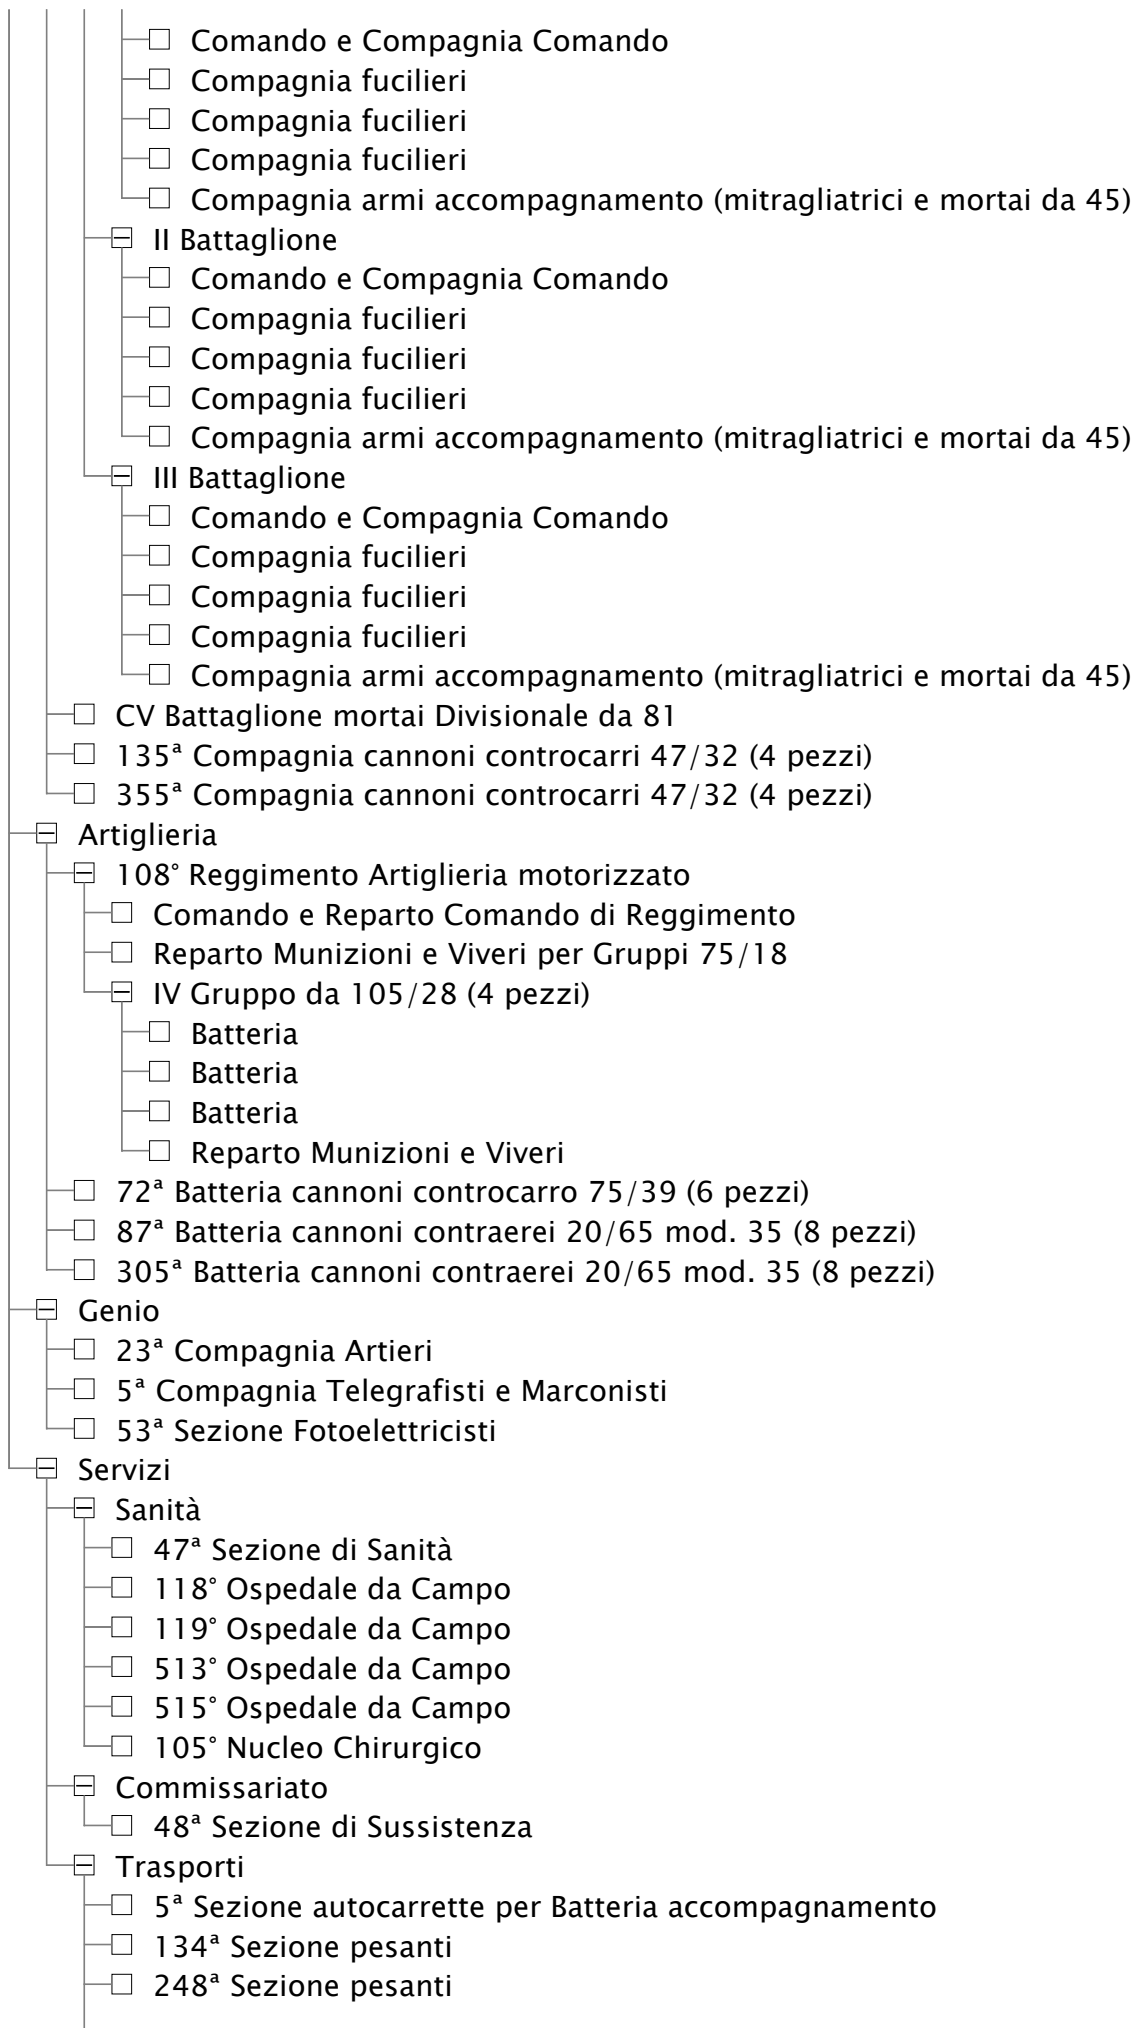 Comando e Compagnia Comando
Compagnia fucilieri
Compagnia fucilieri
Compagnia fucilieri
Compagnia armi accompagnamento (mitragliatrici e mortai da 45)
II Battaglione
Comando e Compagnia Comando
Compagnia fucilieri
Compagnia fucilieri
Compagnia fucilieri
Compagnia armi accompagnamento (mitragliatrici e mortai da 45)
III Battaglione
Comando e Compagnia Comando
Compagnia fucilieri
Compagnia fucilieri
Compagnia fucilieri
Compagnia armi accompagnamento (mitragliatrici e mortai da 45)
CV Battaglione mortai Divisionale da 81
135ª Compagnia cannoni controcarri 47/32 (4 pezzi)
355ª Compagnia cannoni controcarri 47/32 (4 pezzi)
Artiglieria
108° Reggimento Artiglieria motorizzato
Comando e Reparto Comando di Reggimento
Reparto Munizioni e Viveri per Gruppi 75/18
IV Gruppo da 105/28 (4 pezzi)
Batteria
Batteria
Batteria
Reparto Munizioni e Viveri
72ª Batteria cannoni controcarro 75/39 (6 pezzi)
87ª Batteria cannoni contraerei 20/65 mod. 35 (8 pezzi)
305ª Batteria cannoni contraerei 20/65 mod. 35 (8 pezzi)
Genio
23ª Compagnia Artieri
5ª Compagnia Telegrafisti e Marconisti
53ª Sezione Fotoelettricisti
Servizi
Sanità
47ª Sezione di Sanità
118° Ospedale da Campo
119° Ospedale da Campo
513° Ospedale da Campo
515° Ospedale da Campo
105° Nucleo Chirurgico
Commissariato
48ª Sezione di Sussistenza
Trasporti
5ª Sezione autocarrette per Batteria accompagnamento
134ª Sezione pesanti
248ª Sezione pesanti